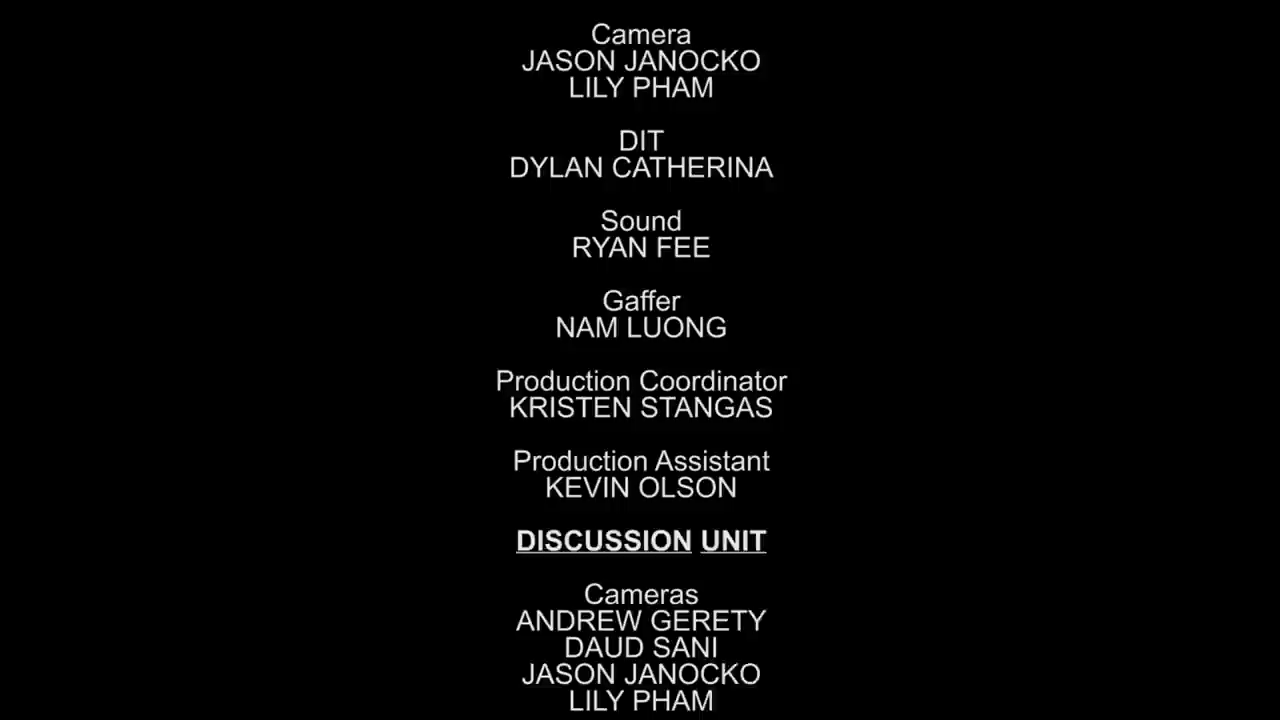 Camera
JASON JANOCKO
LILY PHAM
DIT
DYLAN CATHERINA
Sound
RYAN FEE
Gaffer
NAM LUONG
Production Coordinator
KRISTEN STANGAS
Production Assistant
KEVIN OLSON
DISCUSSION UNIT
Cameras
ANDREW GERETY
DAUD SANI
JASON JANOCKO
LILY PHAM